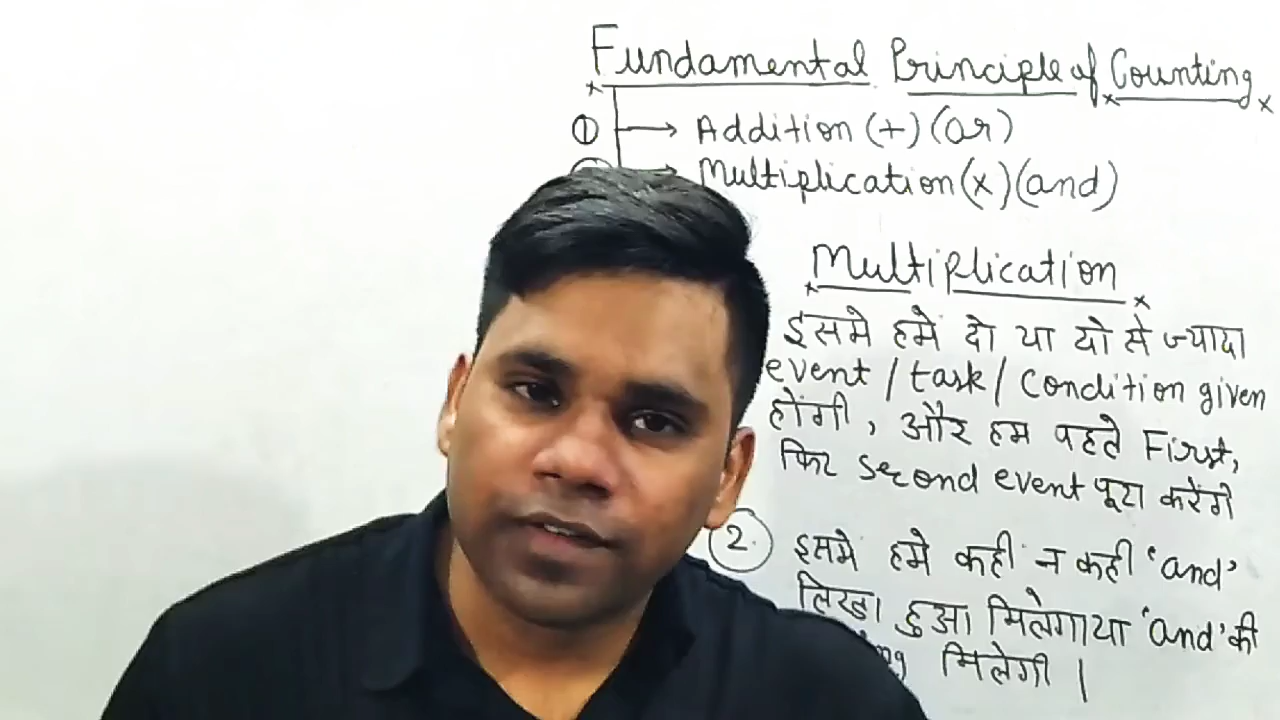 Fundamental Principle of Counting
① → Addition (+) (or)
→ Multiplication (x) (and)
Multiplication
इसमे हमें दो या दो से ज्यादा
event / task / Condition given
होंगी, और हम पहले First,
फिर second event पूरा करेंगे
2. इसमे हमे कही न कही 'and'
लिखा हुआ मिलेगा या 'and' की
मिलेगी ।